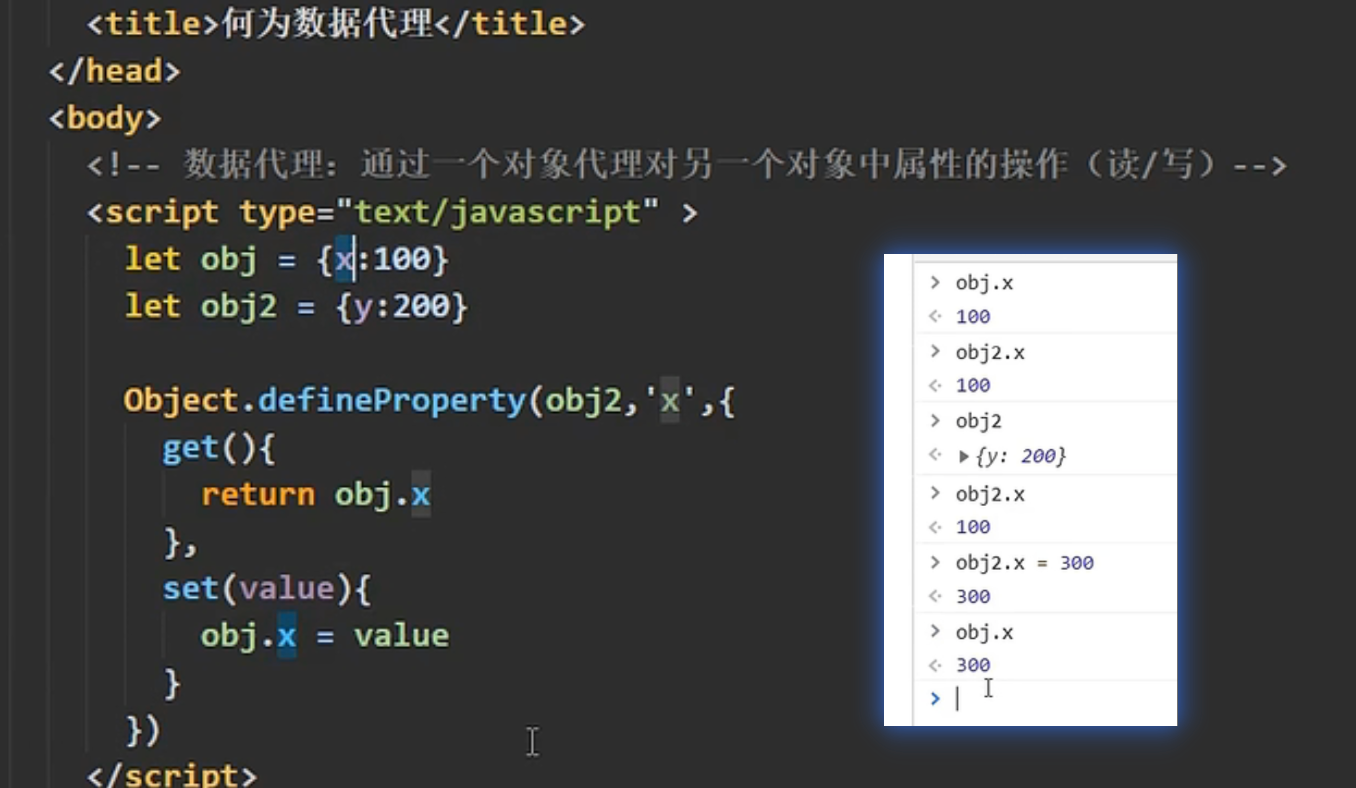 <title>何为数据代理</title>
</head>
<body>
<!-- 数据代理：通过一个对象代理对另一个对象中属性的操作（读/写）-->
<script type="text/javascript" >
let obj = {x:100}
let obj2 = {y:200}
Object.defineProperty(obj2,'x',{
get(){
return obj.x
},
set(value){
obj.x = value
}
})
</script>
> obj.x
<· 100
> obj2.x
<· 100
> obj2
<· ▶{y: 200}
> obj2.x
<· 100
> obj2.x = 300
<· 300
> obj.x
<· 300
>